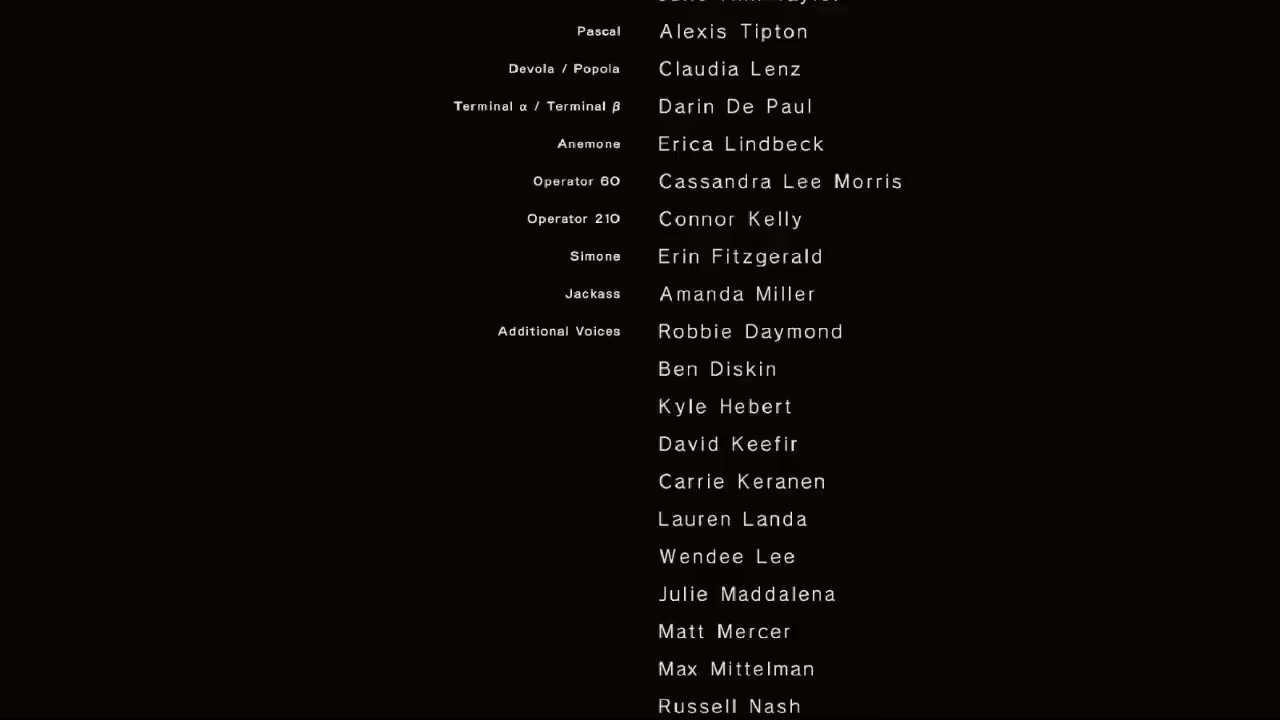 Pascal Alexis Tipton
Devola / Popola Claudia Lenz
Terminal α / Terminal β Darin De Paul
Anemone Erica Lindbeck
Operator 6O Cassandra Lee Morris
Operator 21O Connor Kelly
Simone Erin Fitzgerald
Jackass Amanda Miller
Additional Voices Robbie Daymond
Ben Diskin
Kyle Hebert
David Keefir
Carrie Keranen
Lauren Landa
Wendee Lee
Julie Maddalena
Matt Mercer
Max Mittelman
Russell Nash